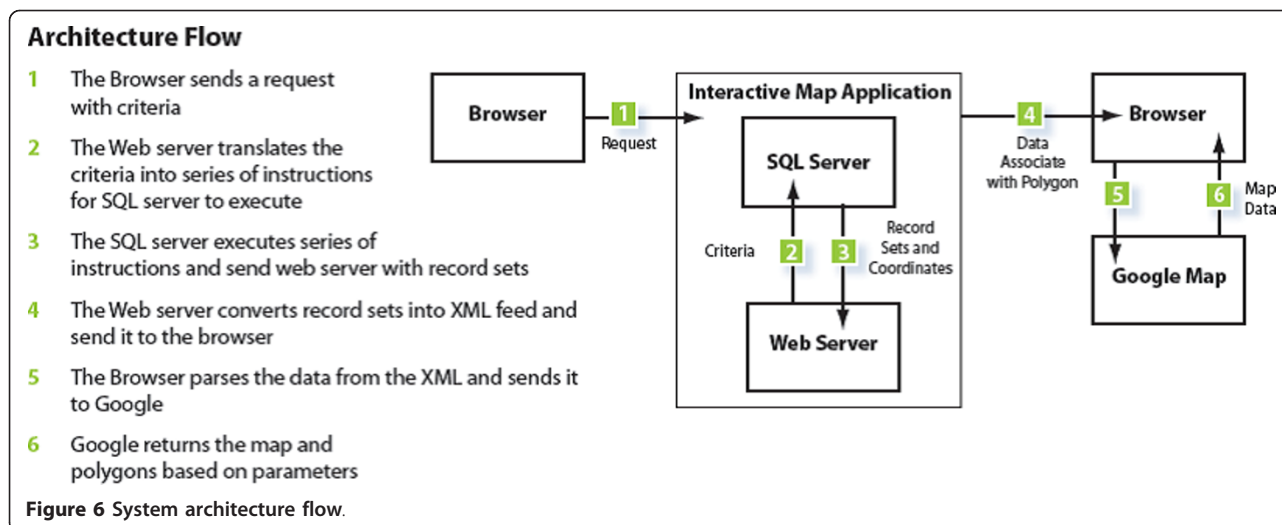 Architecture Flow
1 The Browser sends a request
with criteria
2 The Web server translates the
criteria into series of instructions
for SQL server to execute
3 The SQL server executes series of
instructions and send web server with record sets
4 The Web server converts record sets into XML feed and
send it to the browser
5 The Browser parses the data from the XML and sends it
to Google
6 Google returns the map and
polygons based on parameters
Browser
1
Request
Interactive Map Application
SQL Server
Criteria
2
3
Record
Sets and
Coordinates
Web Server
4
Data
Associate
with Polygon
Browser
5
6
Map
Data
Google Map
Figure 6 System architecture flow.